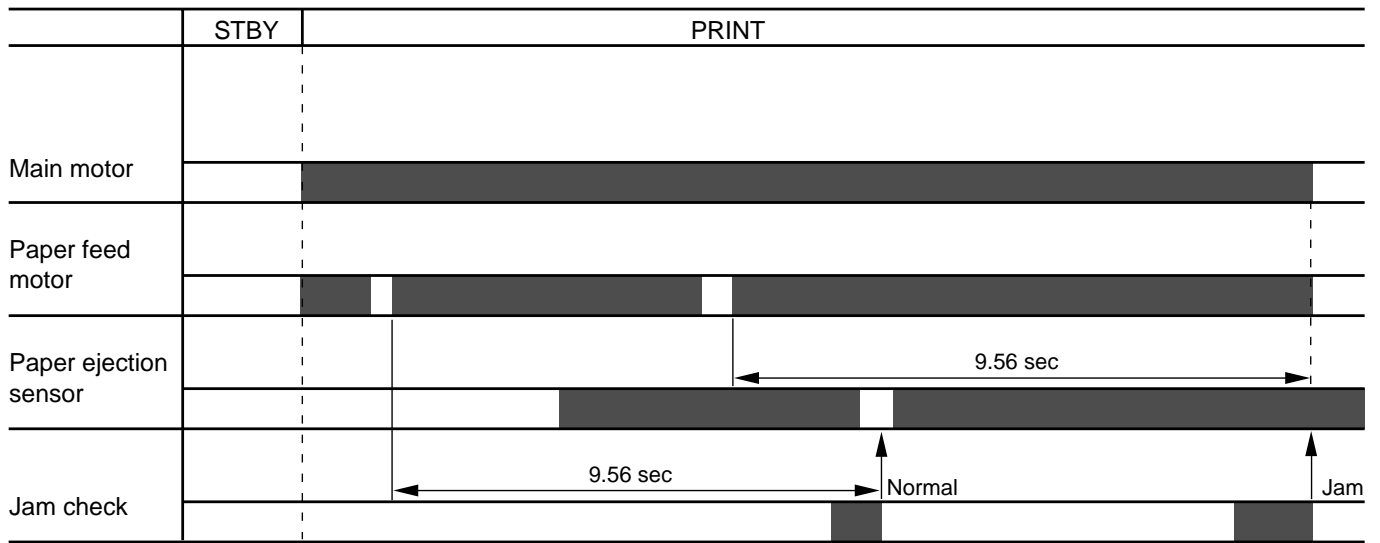 STBY PRINT
Main motor
Paper feed
motor
Paper ejection
sensor
9.56 sec
9.56 sec
Normal
Jam
Jam check